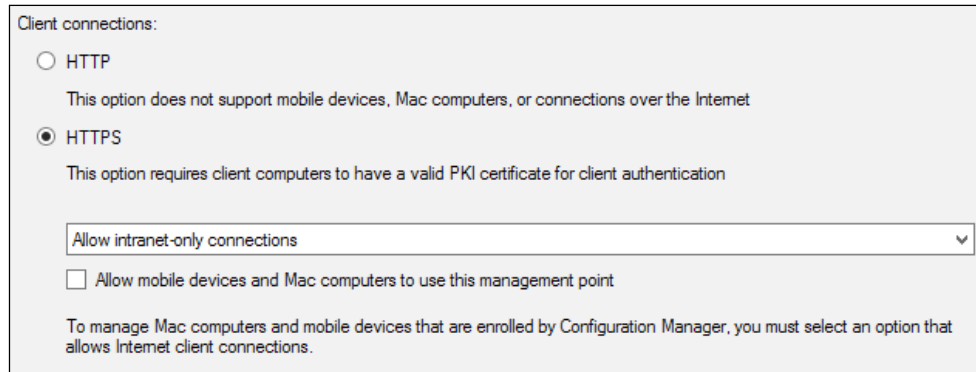 Client connections:
HTTP
This option does not support mobile devices, Mac computers, or connections over the Internet
HTTPS
This option requires client computers to have a valid PKI certificate for client authentication
Allow intranet-only connections
Allow mobile devices and Mac computers to use this management point
To manage Mac computers and mobile devices that are enrolled by Configuration Manager, you must select an option that
allows Internet client connections.